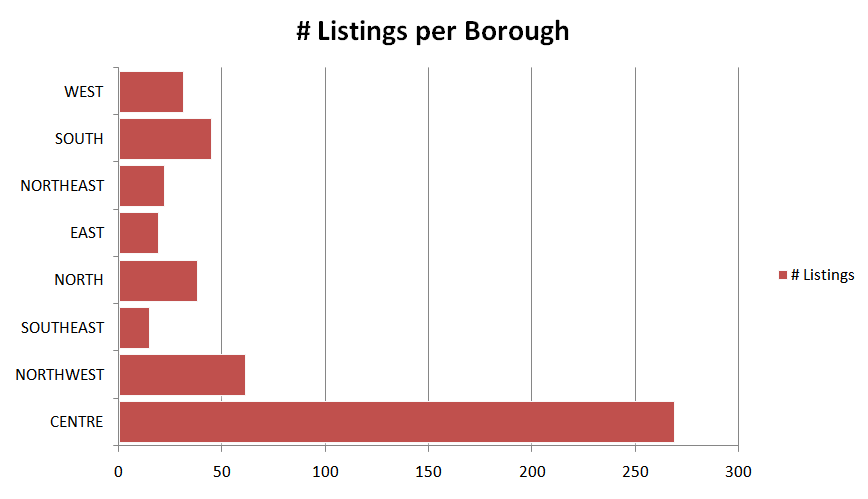 # Listings per Borough
WEST
SOUTH
NORTHEAST
EAST
NORTH
SOUTHEAST
NORTHWEST
CENTRE
0 50 100 150 200 250 300
# Listings